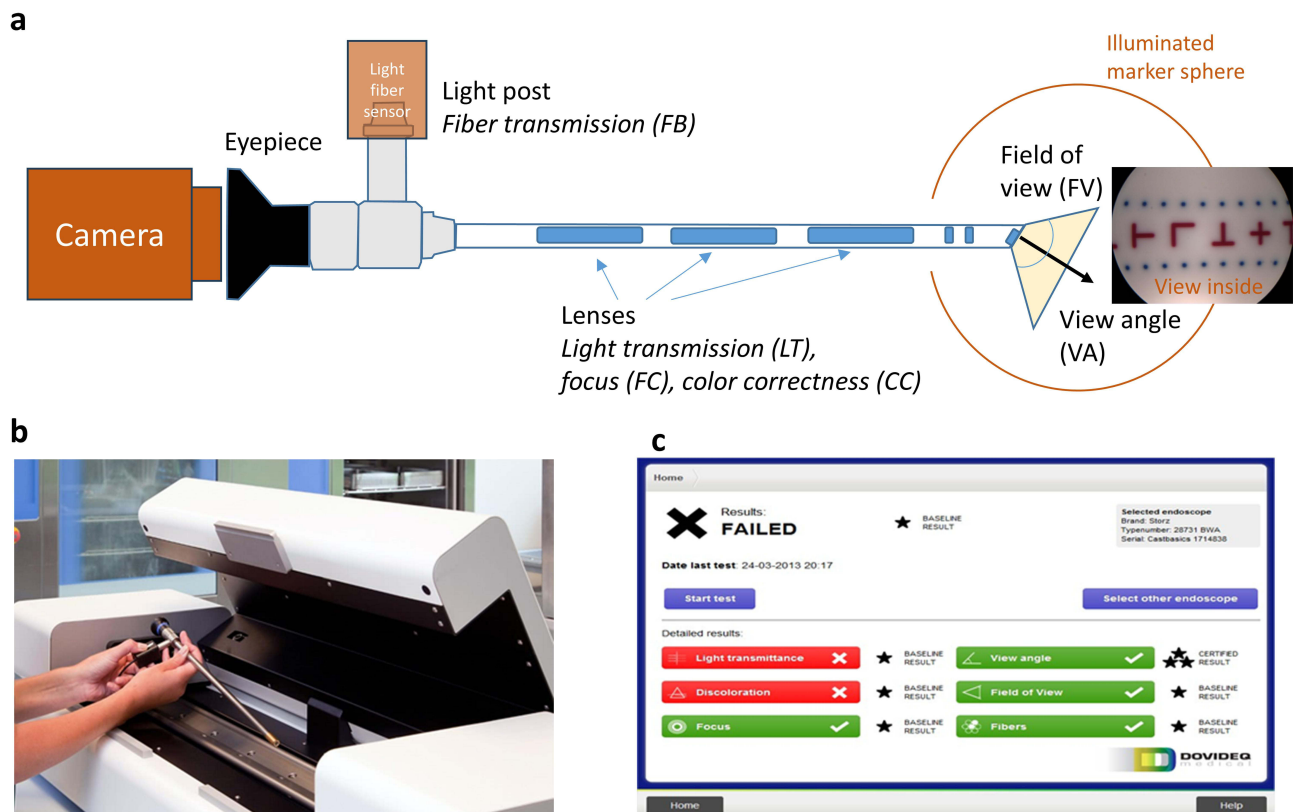 a
Illuminated
marker sphere
Light
fiber
sensor
Light post
Fiber transmission (FB)
Eyepiece
Field of
view (FV)
Camera
View inside
View angle
(VA)
Lenses
Light transmission (LT),
focus (FC), color correctness (CC)
b
c
Home
Results:
FAILED
BASELINE
RESULT
Selected endoscope
Brand: Storz
Typenumber: 28731 BWA
Serial: Castbasics 1714838
Date last test: 24-03-2013 20:17
Start test
Select other endoscope
Detailed results:
Light transmittance
BASELINE
RESULT
View angle
CERTIFIED
RESULT
Discoloration
BASELINE
RESULT
Field of View
BASELINE
RESULT
Focus
BASELINE
RESULT
Fibers
BASELINE
RESULT
DOVIDEQ
medical
Home
Help